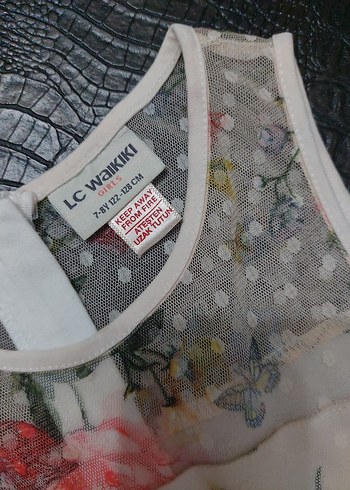 LC WAIKIKI
GIRLS
7-8Y 122-128 CM
KEEP AWAY
FROM FIRE
ATEŞTEN
UZAK TUTUN